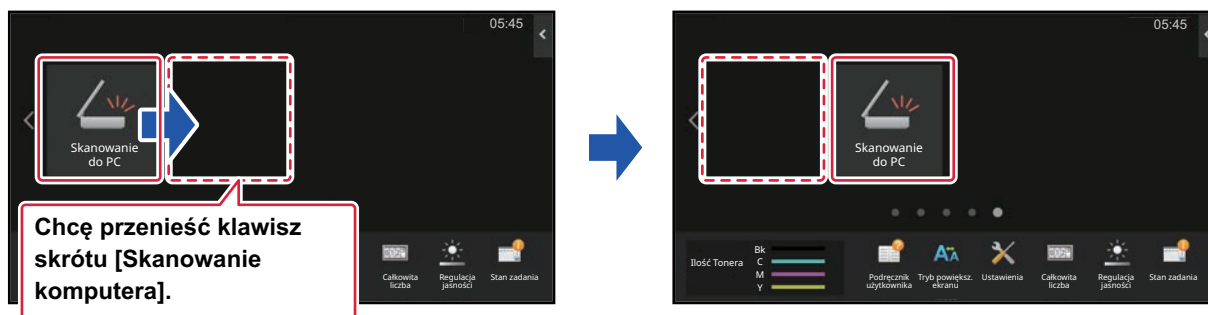 05:45
Skanowanie
do PC
Chcę przenieść klawisz
skrótu [Skanowanie
komputera].
Całkowita
liczba
Regulacja
jasności
Stan zadania
05:45
Skanowanie
do PC
Ilość Tonera
Bk
C
M
Y
Podręcznik
użytkownika
Tryb powiększ.
ekranu
Ustawienia
Całkowita
liczba
Regulacja
jasności
Stan zadania